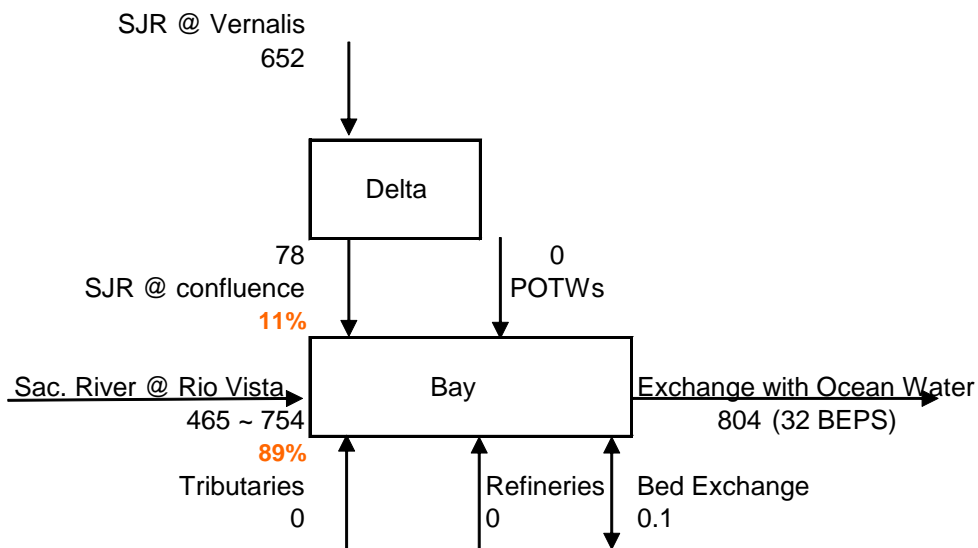 SJR @ Vernalis
652
Delta
78
SJR @ confluence
11%
0
POTWs
Sac. River @ Rio Vista
465 ~ 754
89%
Bay
Exchange with Ocean Water
804 (32 BEPS)
Tributaries
0
Refineries
0
Bed Exchange
0.1